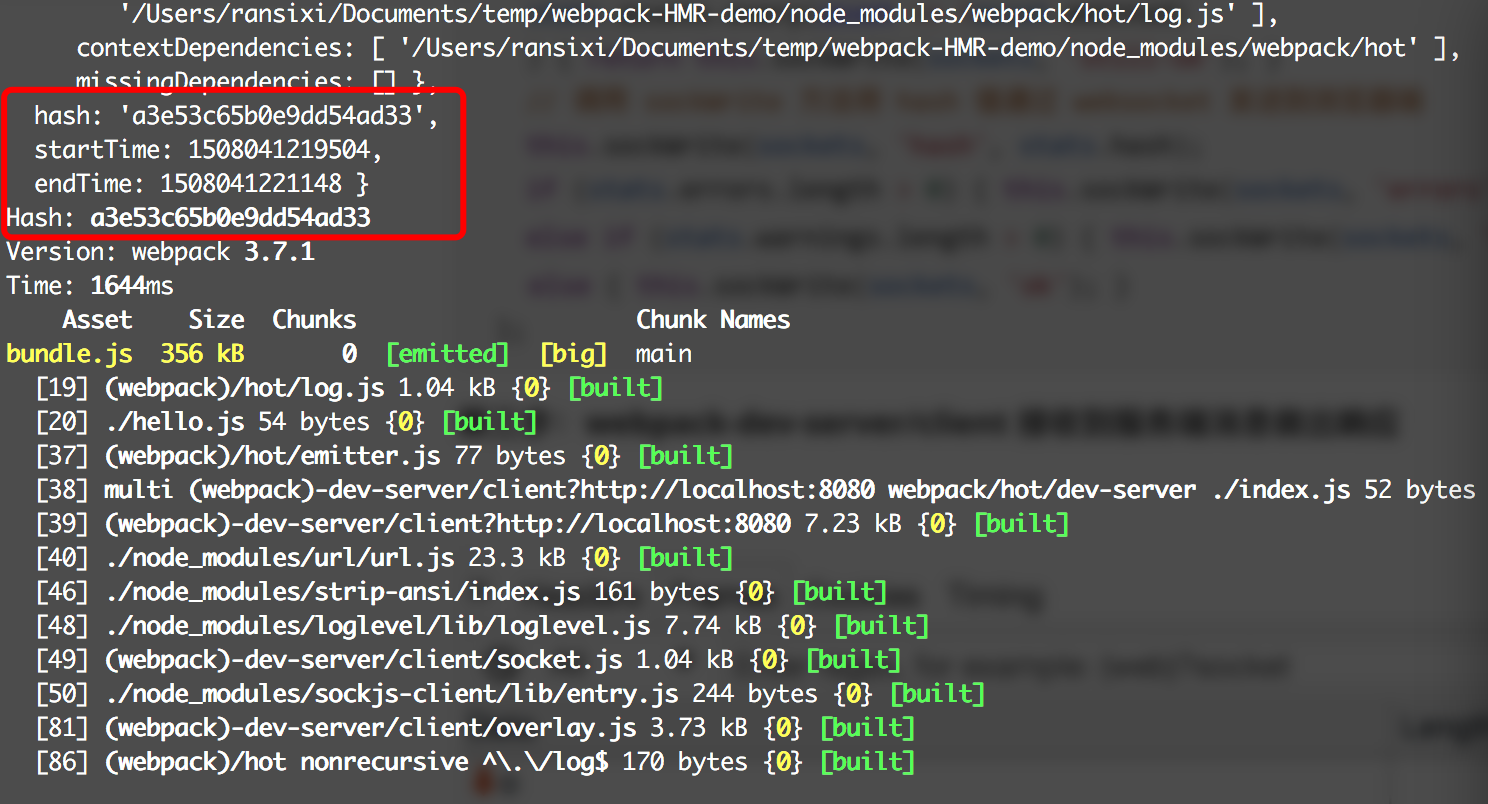 '/Users/ransixi/Documents/temp/webpack-HMR-demo/node_modules/webpack/hot/log.js' ],
contextDependencies: [ '/Users/ransixi/Documents/temp/webpack-HMR-demo/node_modules/webpack/hot' ],
missingDependencies: [] },
hash: 'a3e53c65b0e9dd54ad33',
startTime: 1508041219504,
endTime: 1508041221148 }
Hash: a3e53c65b0e9dd54ad33
Version: webpack 3.7.1
Time: 1644ms
Asset Size Chunks Chunk Names
bundle.js 356 kB 0 [emitted] [big] main
[19] (webpack)/hot/log.js 1.04 kB {0} [built]
[20] ./hello.js 54 bytes {0} [built]
[37] (webpack)/hot/emitter.js 77 bytes {0} [built]
[38] multi (webpack)-dev-server/client?http://localhost:8080 webpack/hot/dev-server ./index.js 52 bytes
[39] (webpack)-dev-server/client?http://localhost:8080 7.23 kB {0} [built]
[40] ./node_modules/url/url.js 23.3 kB {0} [built]
[46] ./node_modules/strip-ansi/index.js 161 bytes {0} [built]
[48] ./node_modules/loglevel/lib/loglevel.js 7.74 kB {0} [built]
[49] (webpack)-dev-server/client/socket.js 1.04 kB {0} [built]
[50] ./node_modules/sockjs-client/lib/entry.js 244 bytes {0} [built]
[81] (webpack)-dev-server/client/overlay.js 3.73 kB {0} [built]
[86] (webpack)/hot nonrecursive ^\.\/log$ 170 bytes {0} [built]